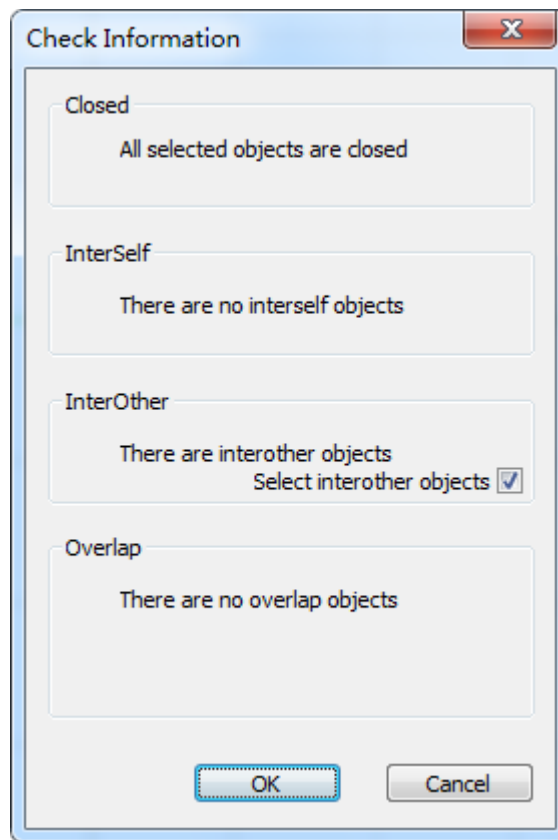 Check Information
Closed
All selected objects are closed
InterSelf
There are no interself objects
InterOther
There are interother objects
Select interother objects
Overlap
There are no overlap objects
OK
Cancel